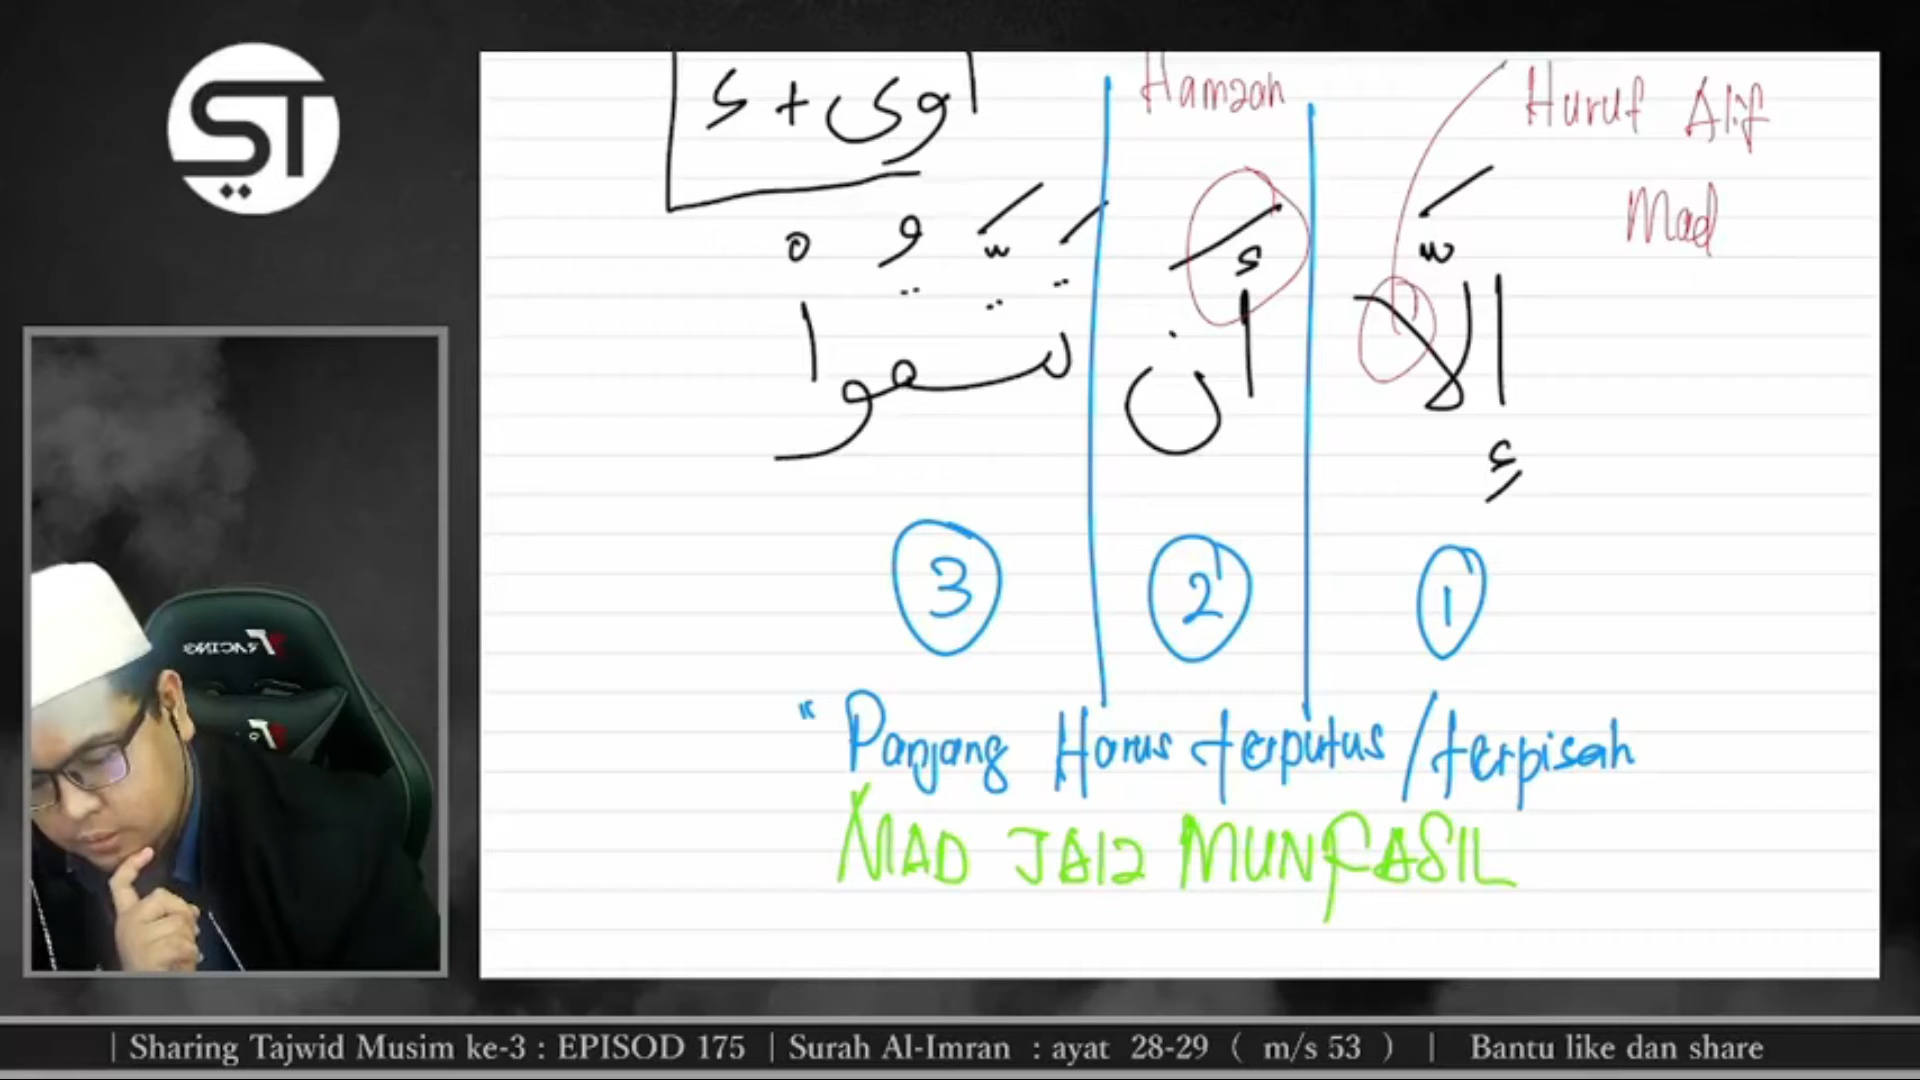 ST
Hamzah
Huruf Alif
Mad
اوى + ء
إِلَّا أَن تَتَّقُوا
3 2 1
" Panjang Harus terputus / terpisah
MAD JAIZ MUNFASIL
RACING
| Sharing Tajwid Musim ke-3 : EPISOD 175 | Surah Al-Imran : ayat 28-29 ( m/s 53 ) | Bantu like dan share